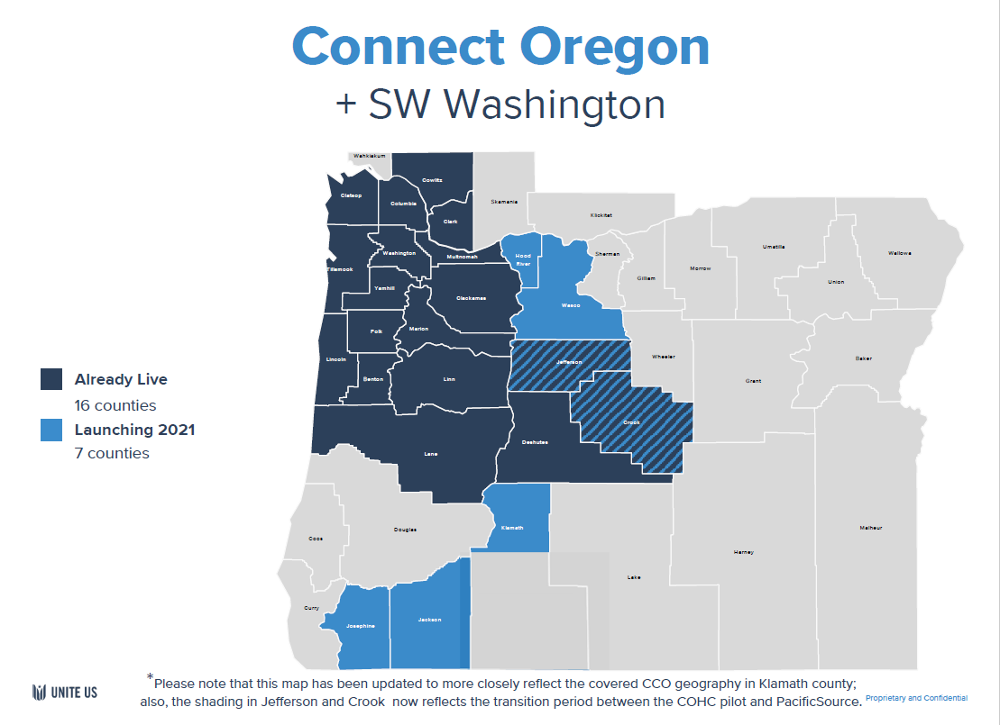 Connect Oregon
+ SW Washington
Wahkiakum
Cowlitz
Clatsop
Columbia
Skamania
Clark
Klickitat
Washington
Multnomah
Hood
River
Sherman
Umatilla
Wallowa
Tillamook
Morrow
Gilliam
Union
Yamhill
Clackamas
Wasco
Polk
Marion
Wheeler
Baker
Lincoln
Jefferson
Benton
Linn
Grant
Already Live
16 counties
Launching 2021
7 counties
Crook
Deshutes
Lane
Klamath
Douglas
Malheur
Coos
Harney
Lake
Curry
Josephine
Jackson
*Please note that this map has been updated to more closely reflect the covered CCO geography in Klamath county;
also, the shading in Jefferson and Crook now reflects the transition period between the COHC pilot and PacificSource.
UNITE US
Proprietary and Confidential